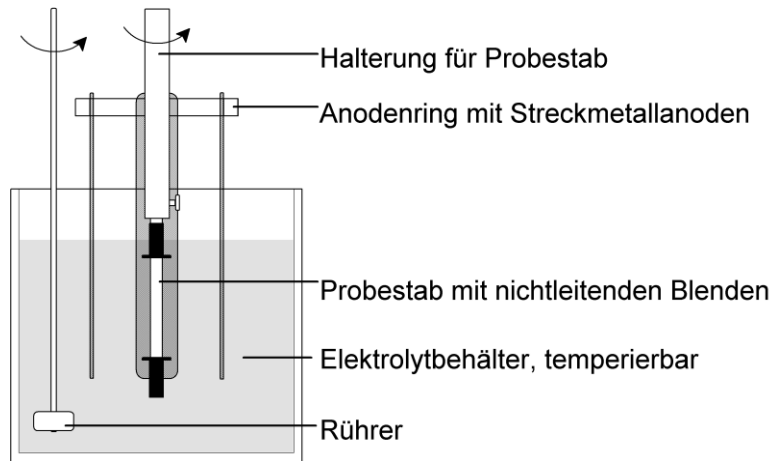 Halterung für Probestab
Anodenring mit Streckmetallanoden
Probestab mit nichtleitenden Blenden
Elektrolytbehälter, temperierbar
Rührer